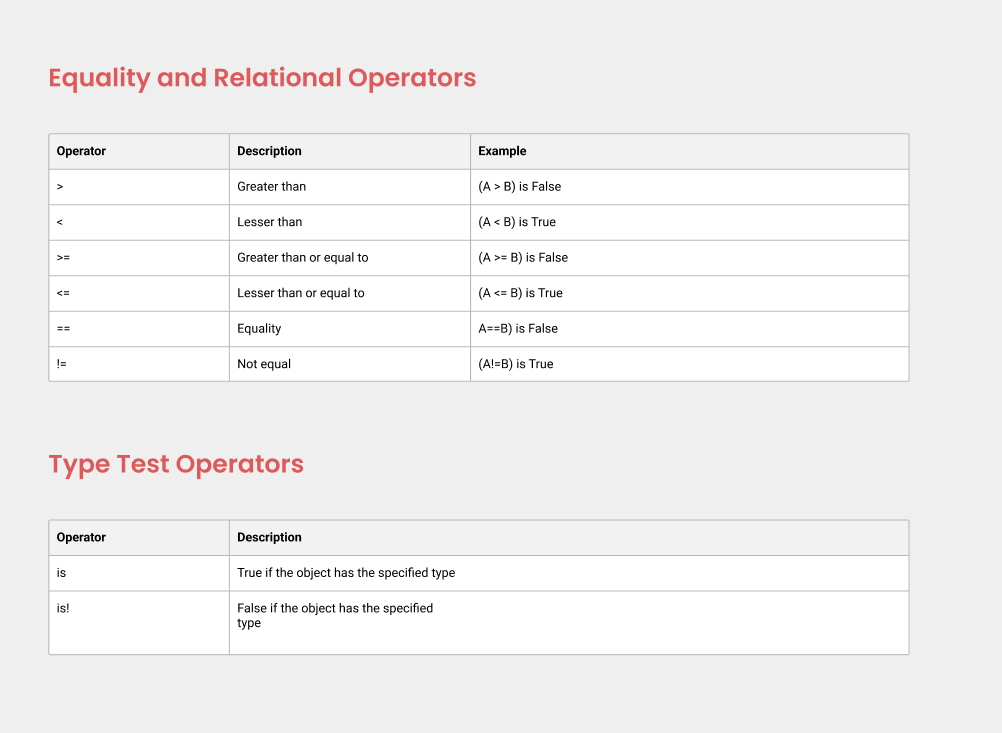 Equality and Relational Operators
Operator Description Example
> Greater than (A > B) is False
< Lesser than (A < B) is True
>= Greater than or equal to (A >= B) is False
<= Lesser than or equal to (A <= B) is True
== Equality A==B) is False
!= Not equal (A!=B) is True
Type Test Operators
Operator Description
is True if the object has the specified type
is! False if the object has the specified
type